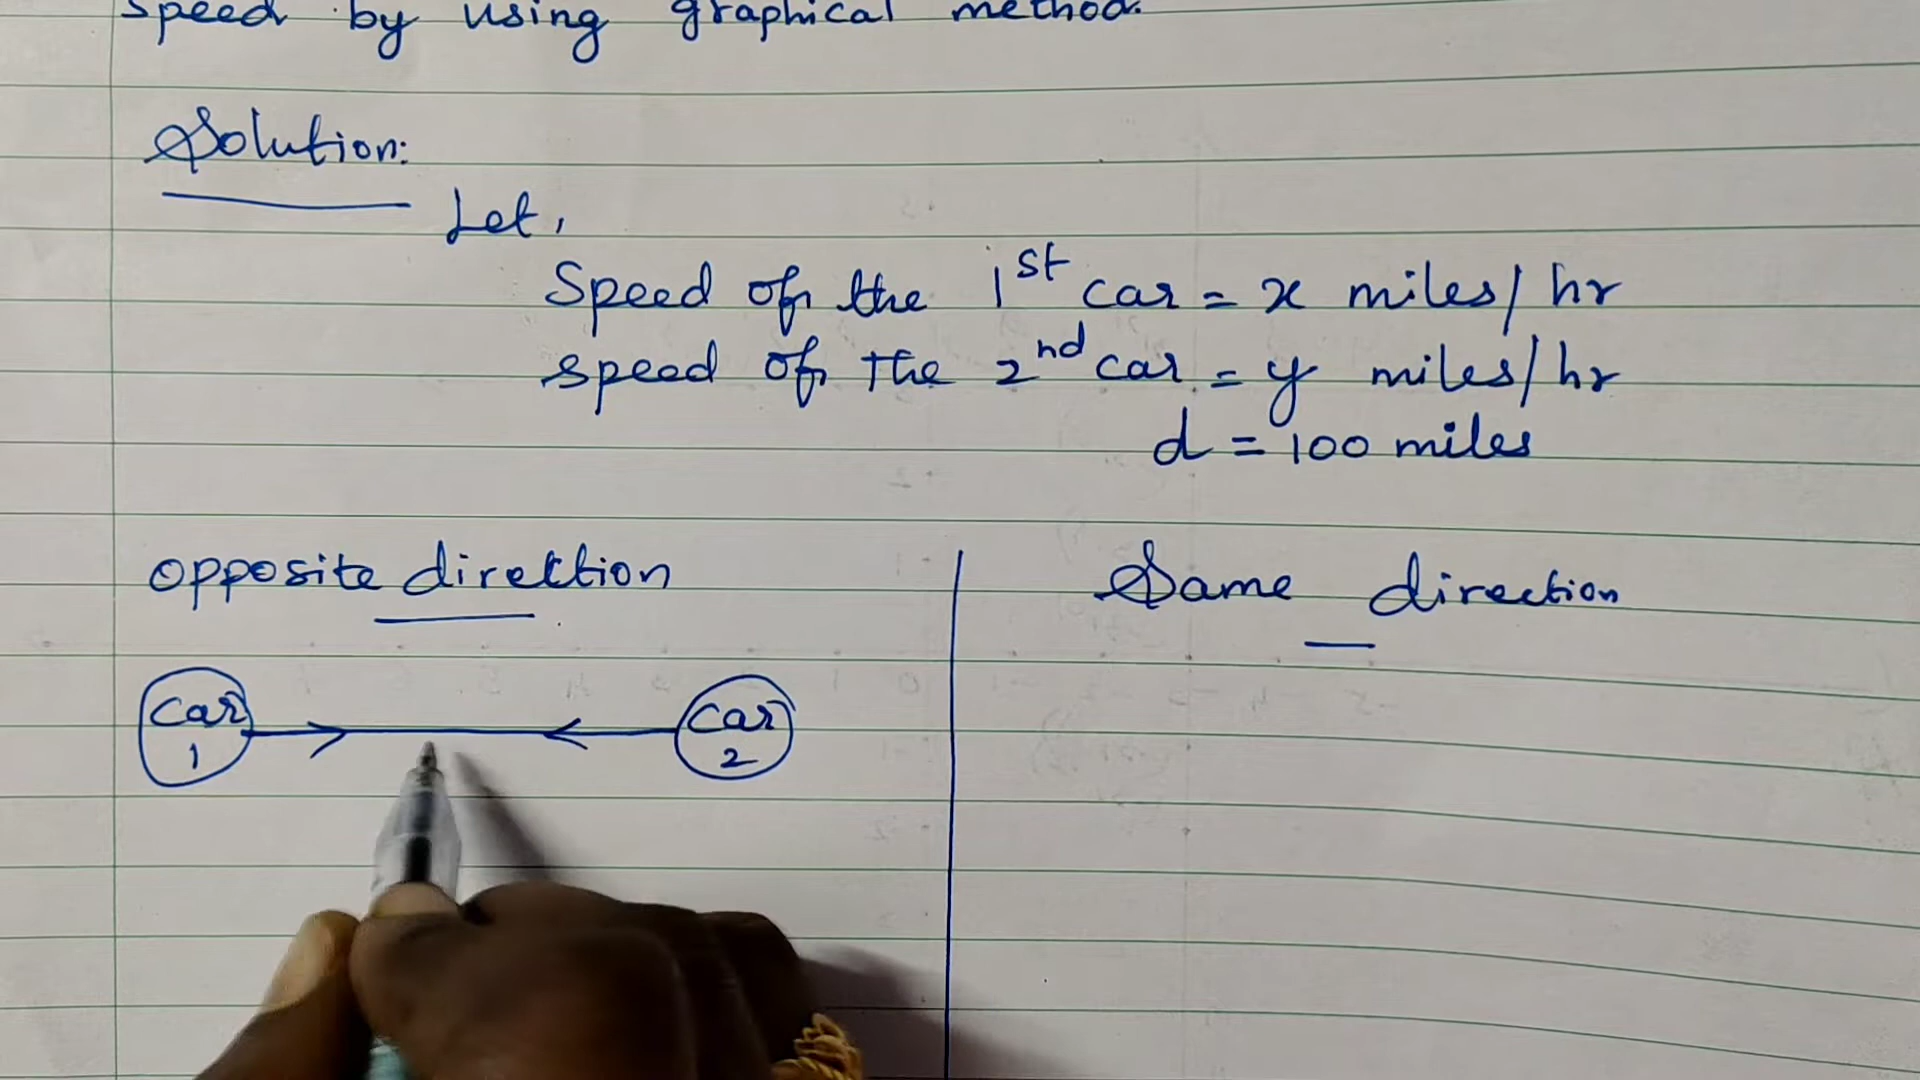 speed by using graphical method.
Solution:
Let,
Speed of the 1st car = x miles/hr
speed of the 2nd car = y miles/hr
d = 100 miles
opposite direction
Same direction
Car 1
Car 2